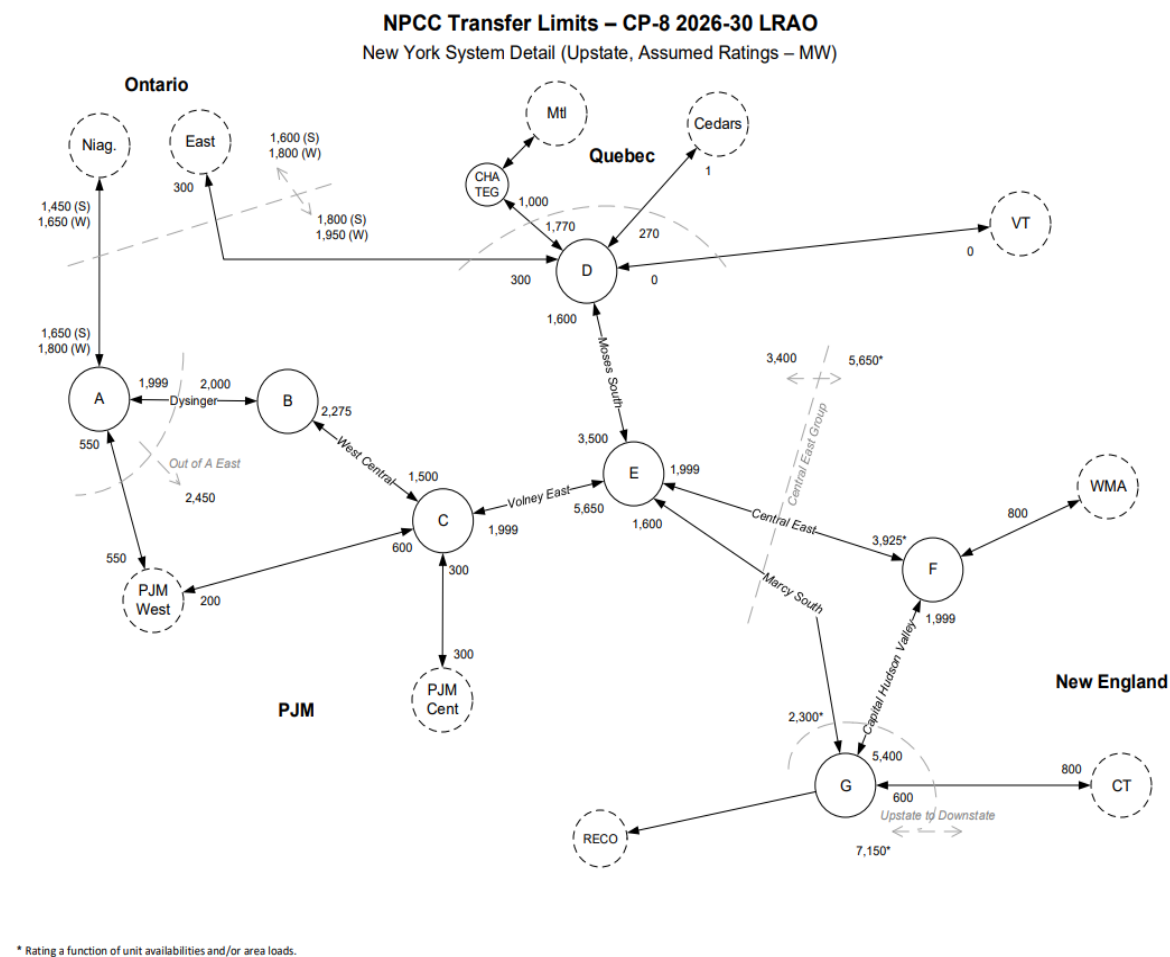 NPCC Transfer Limits – CP-8 2026-30 LRAO
New York System Detail (Upstate, Assumed Ratings – MW)
Ontario
Niag.
East
300
1,600 (S)
1,800 (W)
1,800 (S)
1,950 (W)
1,450 (S)
1,650 (W)
1,650 (S)
1,800 (W)
Mtl
Cedars
Quebec
CHA
TEG
1
1,000
1,770
270
VT
0
D
300
0
1,600
Moses South
A
1,999
2,000
Dysinger
B
2,275
550
Out of A East
2,450
West Central
1,500
3,400
5,650*
Central East Group
3,500
E
1,999
C
Volney East
5,650
1,999
1,600
600
300
Central East
3,925*
F
1,999
800
WMA
550
PJM
West
200
Marcy South
300
PJM
Cent
PJM
Capital Hudson Valley
New England
2,300*
5,400
G
600
800
CT
Upstate to Downstate
7,150*
RECO
* Rating a function of unit availabilities and/or area loads.